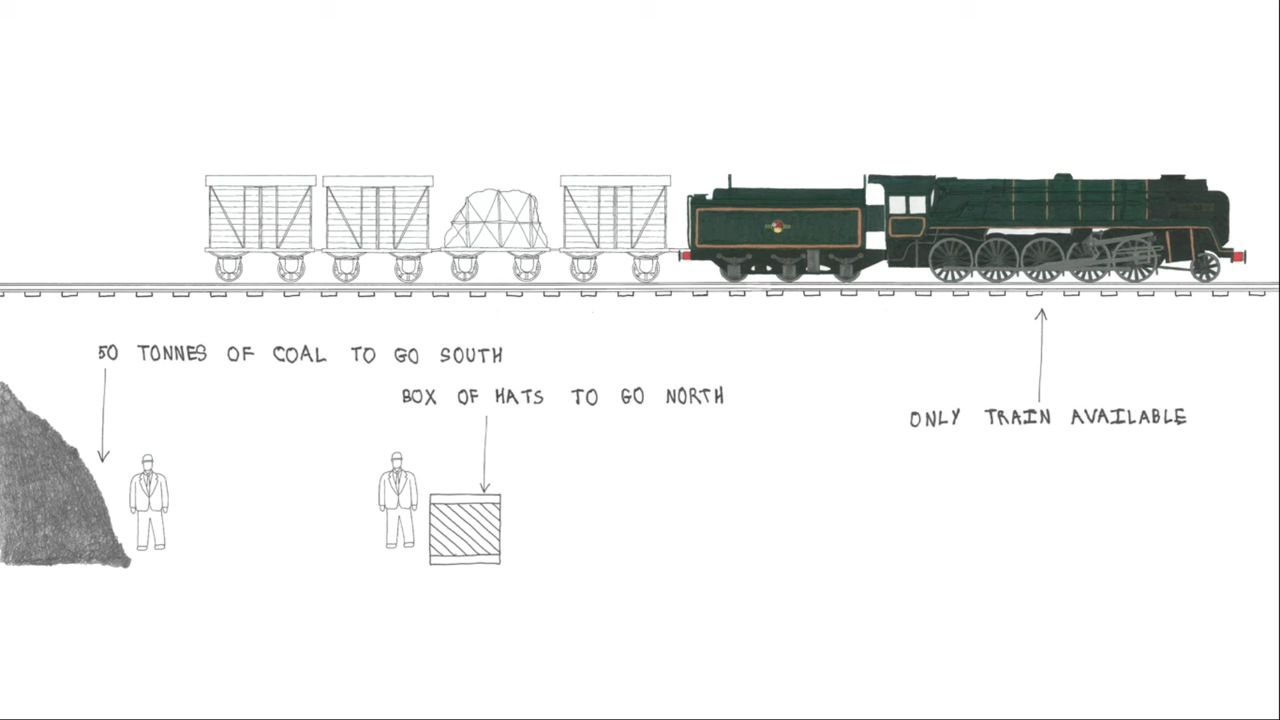 50 TONNES OF COAL TO GO SOUTH
BOX OF HATS TO GO NORTH
ONLY TRAIN AVAILABLE